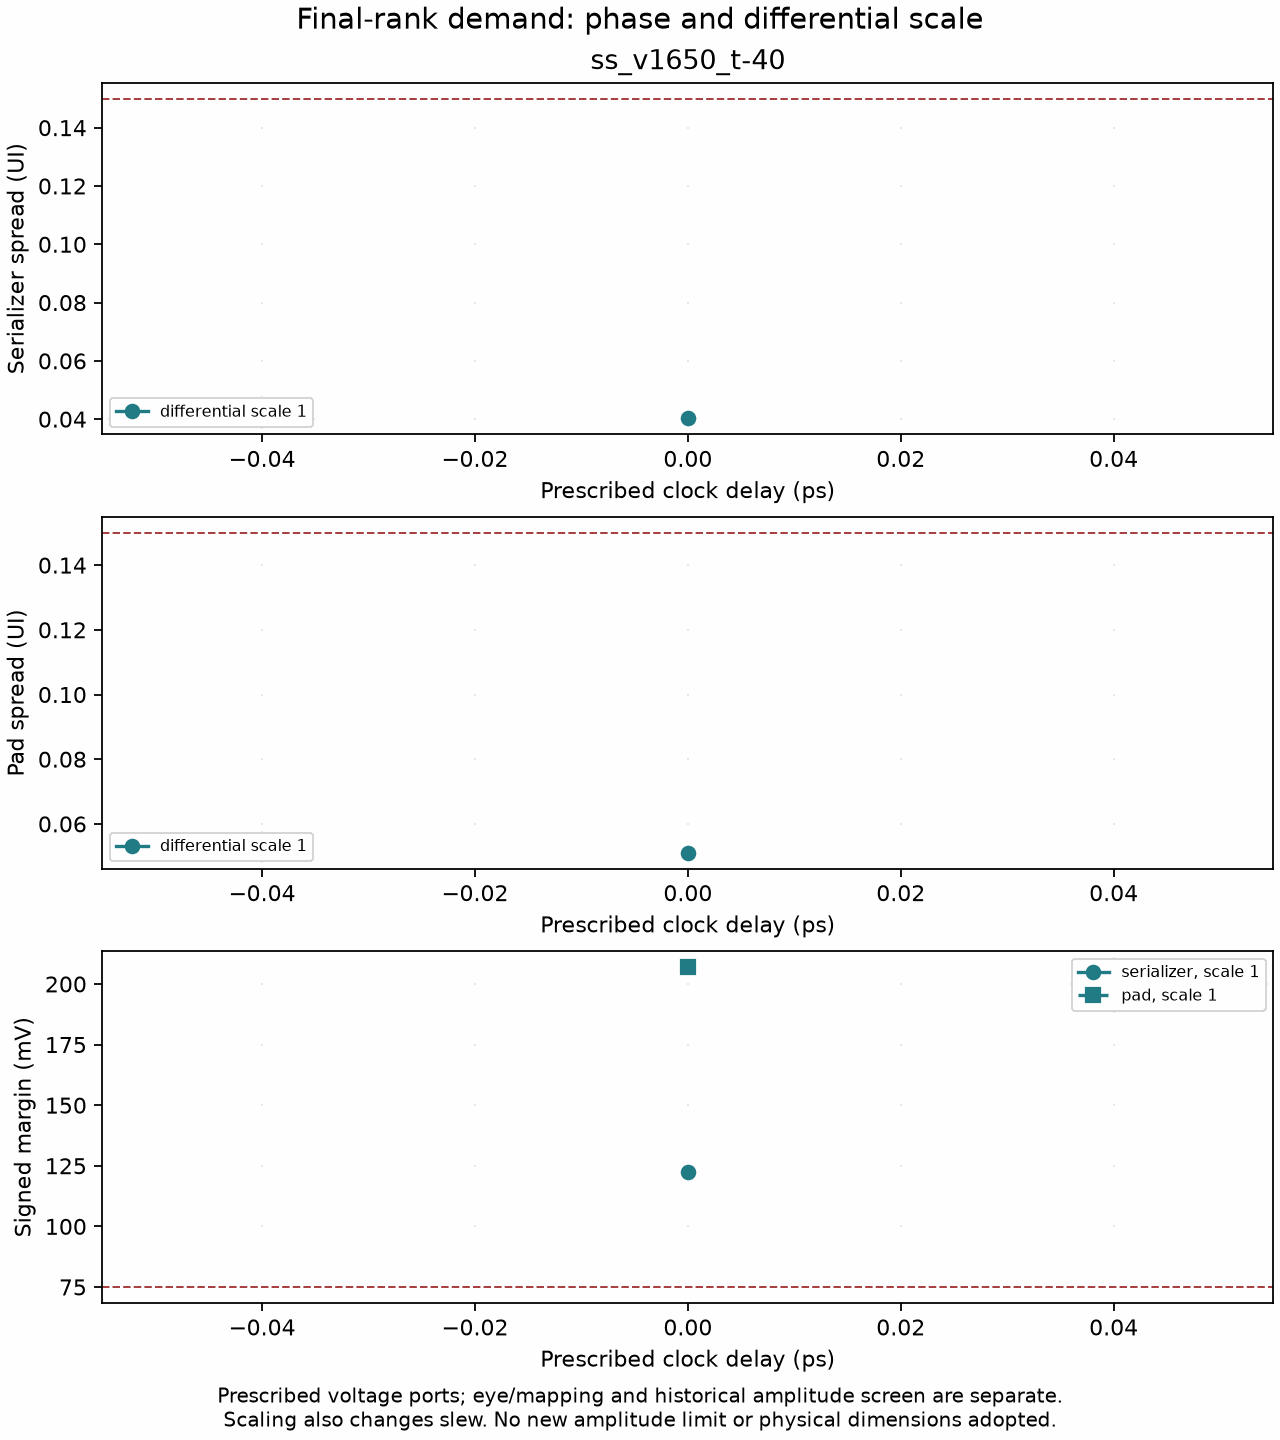 Final-rank demand: phase and differential scale
ss_v1650_t-40
Serializer spread (UI)
0.14
0.12
0.10
0.08
0.06
0.04
differential scale 1
−0.04 −0.02 0.00 0.02 0.04
Prescribed clock delay (ps)
Pad spread (UI)
0.14
0.12
0.10
0.08
0.06
differential scale 1
−0.04 −0.02 0.00 0.02 0.04
Prescribed clock delay (ps)
Signed margin (mV)
200
175
150
125
100
75
serializer, scale 1
pad, scale 1
−0.04 −0.02 0.00 0.02 0.04
Prescribed clock delay (ps)
Prescribed voltage ports; eye/mapping and historical amplitude screen are separate.
Scaling also changes slew. No new amplitude limit or physical dimensions adopted.